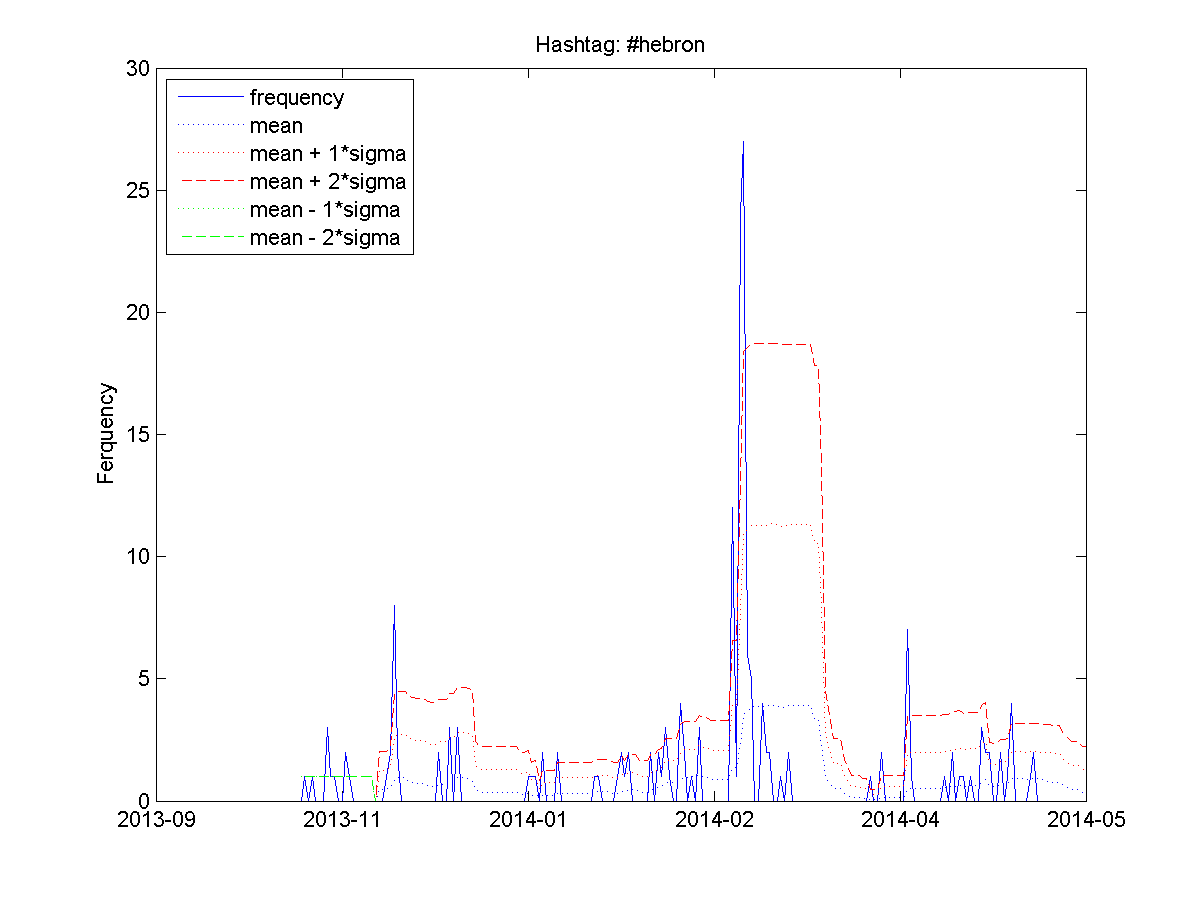 Hashtag: #hebron
30
frequency
mean
mean + 1*sigma
mean + 2*sigma
mean - 1*sigma
mean - 2*sigma
25
20
15
10
5
0
Ferquency
2013-09
2013-11
2014-01
2014-02
2014-04
2014-05